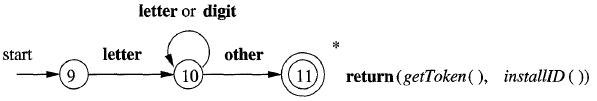 letter or digit
start
letter
other
*
9
10
11
return(getToken(), installID())